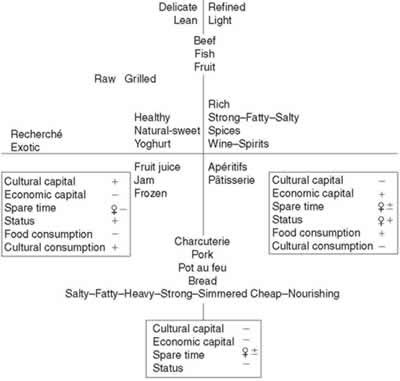 Delicate Refined
Lean Light
Beef
Fish
Fruit
Raw Grilled
Healthy
Natural-sweet
Yoghurt
Rich
Strong–Fatty–Salty
Spices
Wine–Spirits
Recherché
Exotic
Fruit juice
Jam
Frozen
Apéritifs
Pâtisserie
Cultural capital +
Economic capital –
Spare time ♀ –
Status +
Food consumption –
Cultural consumption +
Cultural capital –
Economic capital +
Spare time ♀ ±
Status ♀ +
Food consumption +
Cultural consumption –
Charcuterie
Pork
Pot au feu
Bread
Salty–Fatty–Heavy–Strong–Simmered Cheap–Nourishing
Cultural capital –
Economic capital –
Spare time ♀ ±
Status –